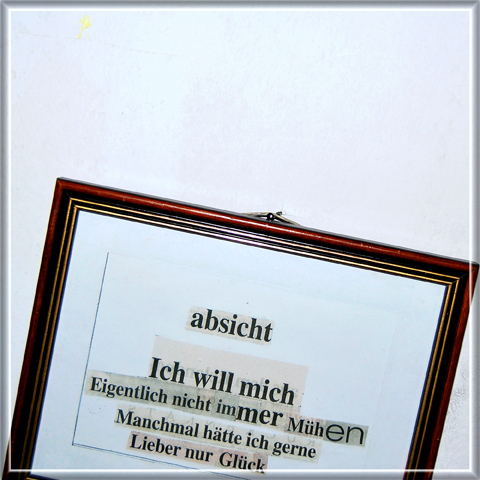 absicht
Ich will mich
Eigentlich nicht immer Mühen
Manchmal hätte ich gerne
Lieber nur Glück